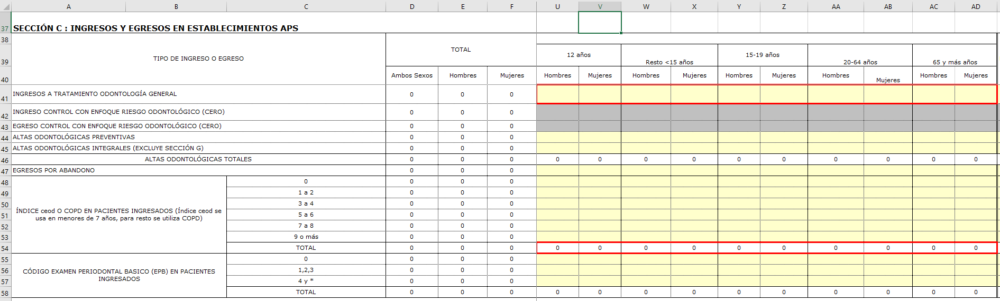 A B C D E F U V W X Y Z AA AB AC AD
37 SECCIÓN C : INGRESOS Y EGRESOS EN ESTABLECIMIENTOS APS
38
39 TIPO DE INGRESO O EGRESO TOTAL 12 años Resto <15 años 15-19 años 20-64 años 65 y más años
40 Ambos Sexos Hombres Mujeres Hombres Mujeres Hombres Mujeres Hombres Mujeres Hombres Mujeres Hombres Mujeres
41 INGRESOS A TRATAMIENTO ODONTOLOGÍA GENERAL 0 0 0
42 INGRESO CONTROL CON ENFOQUE RIESGO ODONTOLÓGICO (CERO) 0 0 0
43 EGRESO CONTROL CON ENFOQUE RIESGO ODONTOLÓGICO (CERO) 0 0 0
44 ALTAS ODONTOLÓGICAS PREVENTIVAS 0 0 0
45 ALTAS ODONTOLÓGICAS INTEGRALES (EXCLUYE SECCIÓN G) 0 0 0
46 ALTAS ODONTOLÓGICAS TOTALES 0 0 0 0 0 0 0 0 0 0 0 0 0
47 EGRESOS POR ABANDONO 0 0 0
48 0 0 0 0
49 1 a 2 0 0 0
50 3 a 4 0 0 0
ÍNDICE ceod O COPD EN PACIENTES INGRESADOS (Índice ceod se
51 5 a 6 0 0 0
usa en menores de 7 años, para resto se utiliza COPD)
52 7 a 8 0 0 0
53 9 o más 0 0 0
54 TOTAL 0 0 0 0 0 0 0 0 0 0 0 0 0
55 0 0 0 0
56 CÓDIGO EXAMEN PERIODONTAL BASICO (EPB) EN PACIENTES 1,2,3 0 0 0
INGRESADOS
57 4 y * 0 0 0
58 TOTAL 0 0 0 0 0 0 0 0 0 0 0 0 0